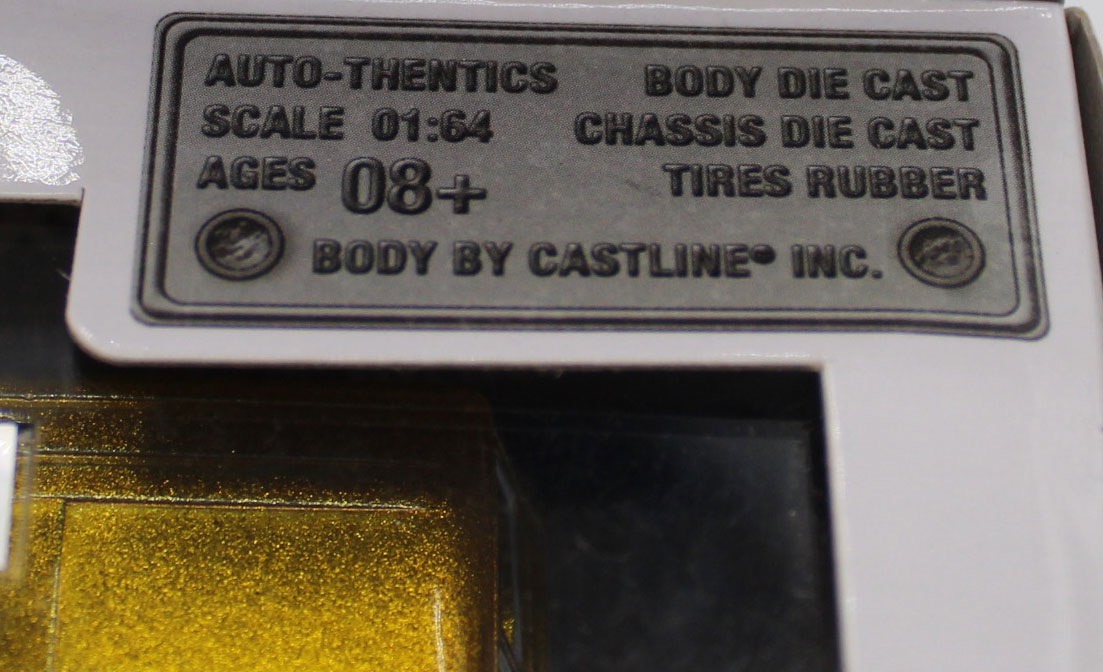 AUTO-THENTICS BODY DIE CAST
SCALE 01:64 CHASSIS DIE CAST
AGES 08+ TIRES RUBBER
BODY BY CASTLINE® INC.